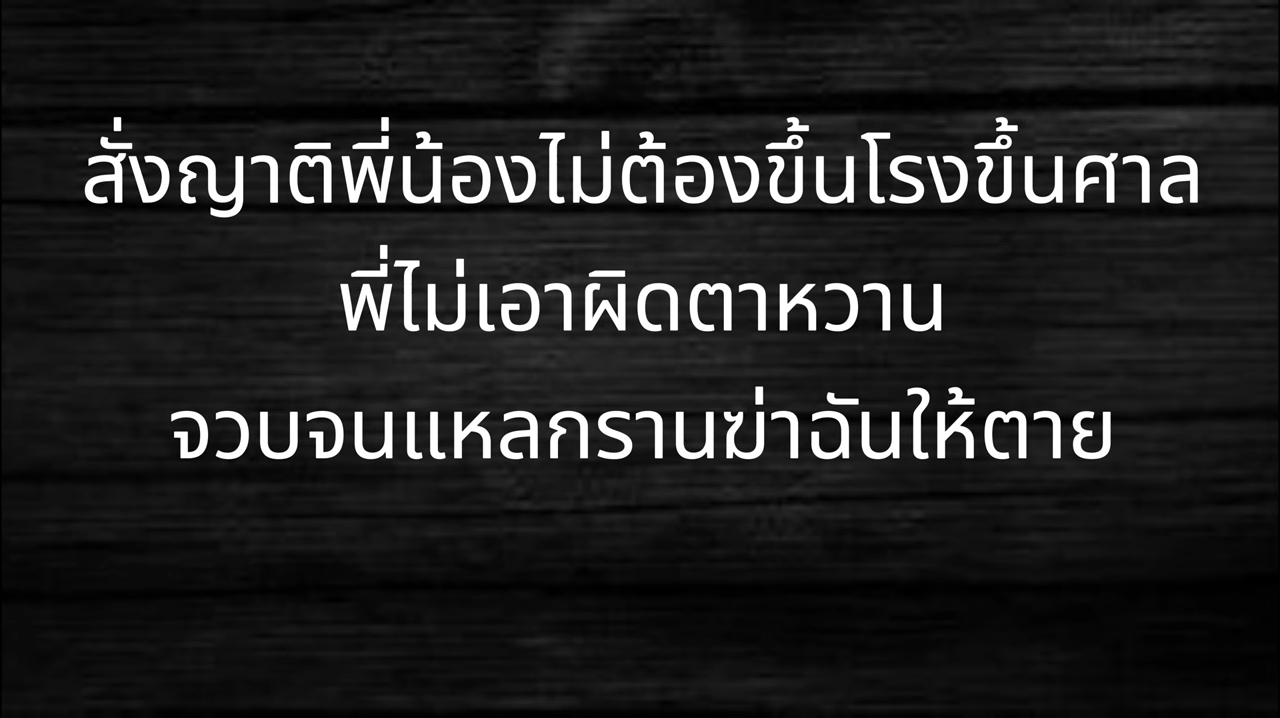 สั่งญาติพี่น้องไม่ต้องขึ้นโรงขึ้นศาล
พี่ไม่เอาผิดตาหวาน
จวบจนแหลกรานฆ่าฉันให้ตาย